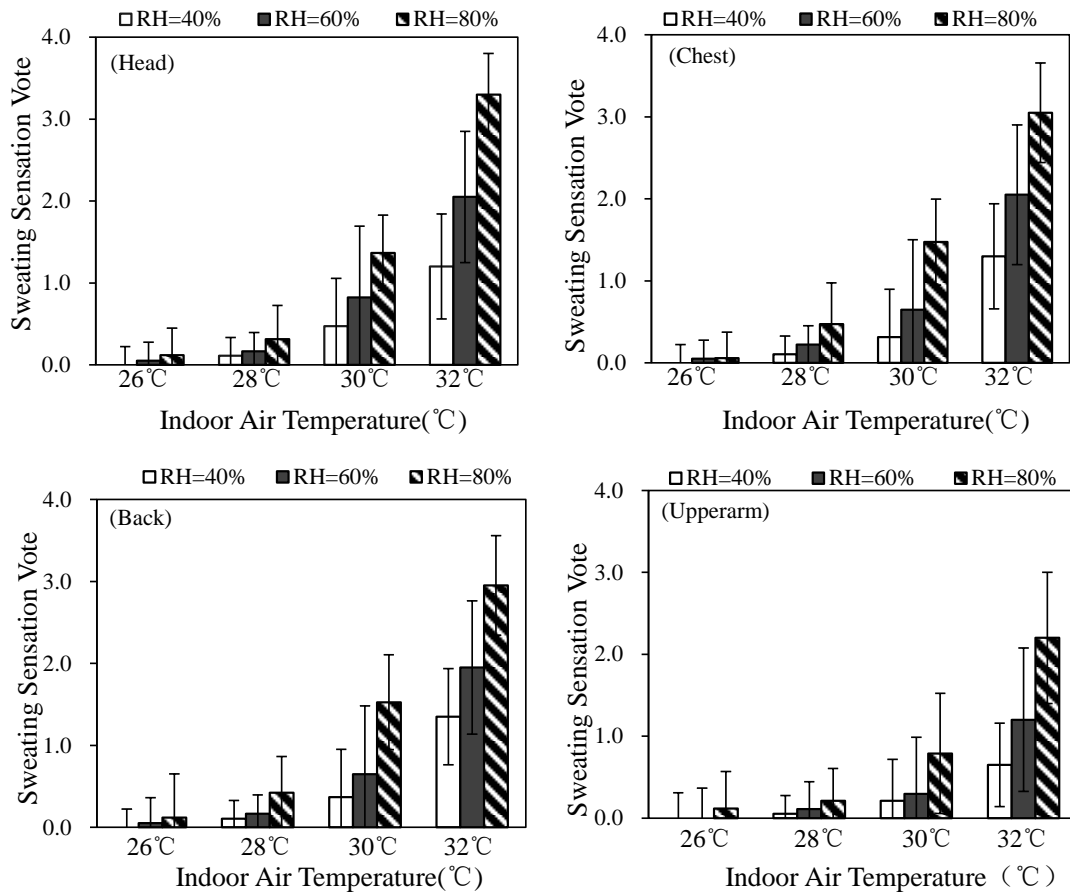 RH=40% RH=60% RH=80%
4.0
(Head)
3.0
2.0
1.0
0.0
Sweating Sensation Vote
26℃ 28℃ 30℃ 32℃
Indoor Air Temperature(℃)
RH=40% RH=60% RH=80%
4.0
(Chest)
3.0
2.0
1.0
0.0
Sweating Sensation Vote
26℃ 28℃ 30℃ 32℃
Indoor Air Temperature(℃)
RH=40% RH=60% RH=80%
4.0
(Back)
3.0
2.0
1.0
0.0
Sweating Sensation Vote
26℃ 28℃ 30℃ 32℃
Indoor Air Temperature(℃)
RH=40% RH=60% RH=80%
4.0
(Upperarm)
3.0
2.0
1.0
0.0
Sweating Sensation Vote
26℃ 28℃ 30℃ 32℃
Indoor Air Temperature（℃）